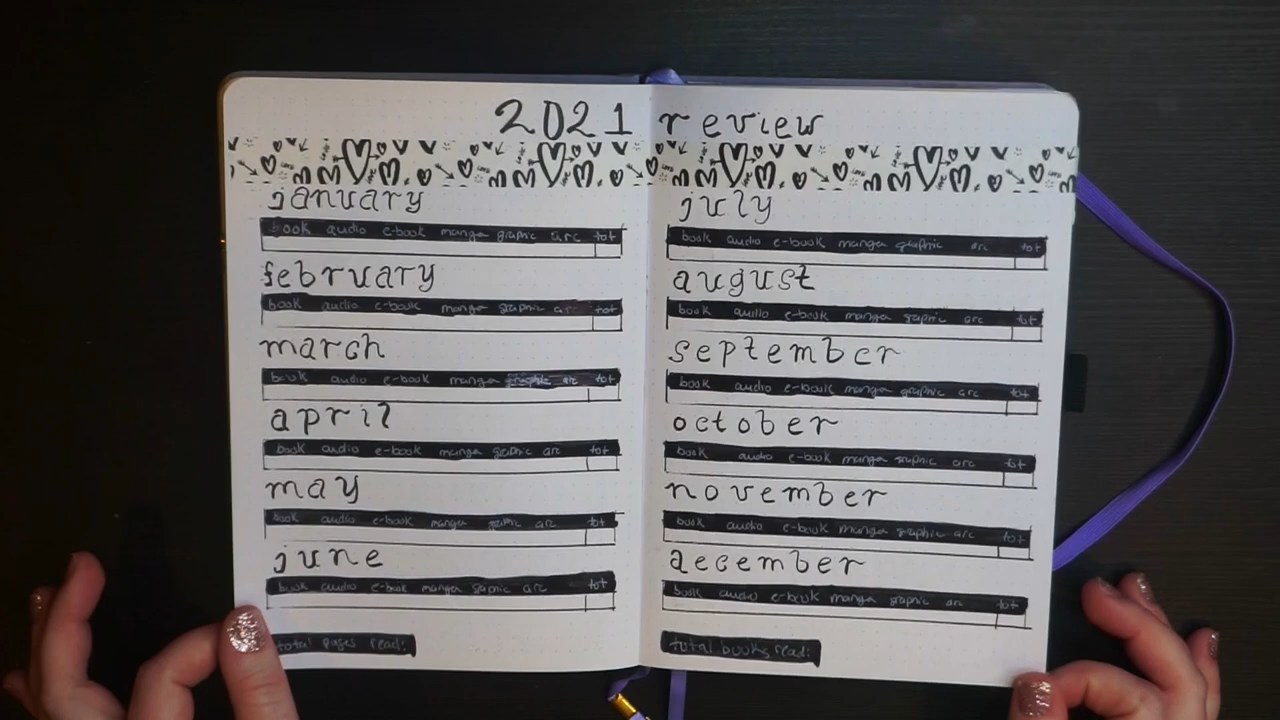 2021 review
january
book audio e-book manga graphic arc tot
february
book audio e-book manga graphic arc tot
march
book audio e-book manga graphic arc tot
april
book audio e-book manga graphic arc tot
may
book audio e-book manga graphic arc tot
june
book audio e-book manga graphic arc tot
total pages read:
july
book audio e-book manga graphic arc tot
august
book audio e-book manga graphic arc tot
september
book audio e-book manga graphic arc tot
october
book audio e-book manga graphic arc tot
november
book audio e-book manga graphic arc tot
december
book audio e-book manga graphic arc tot
total books read: